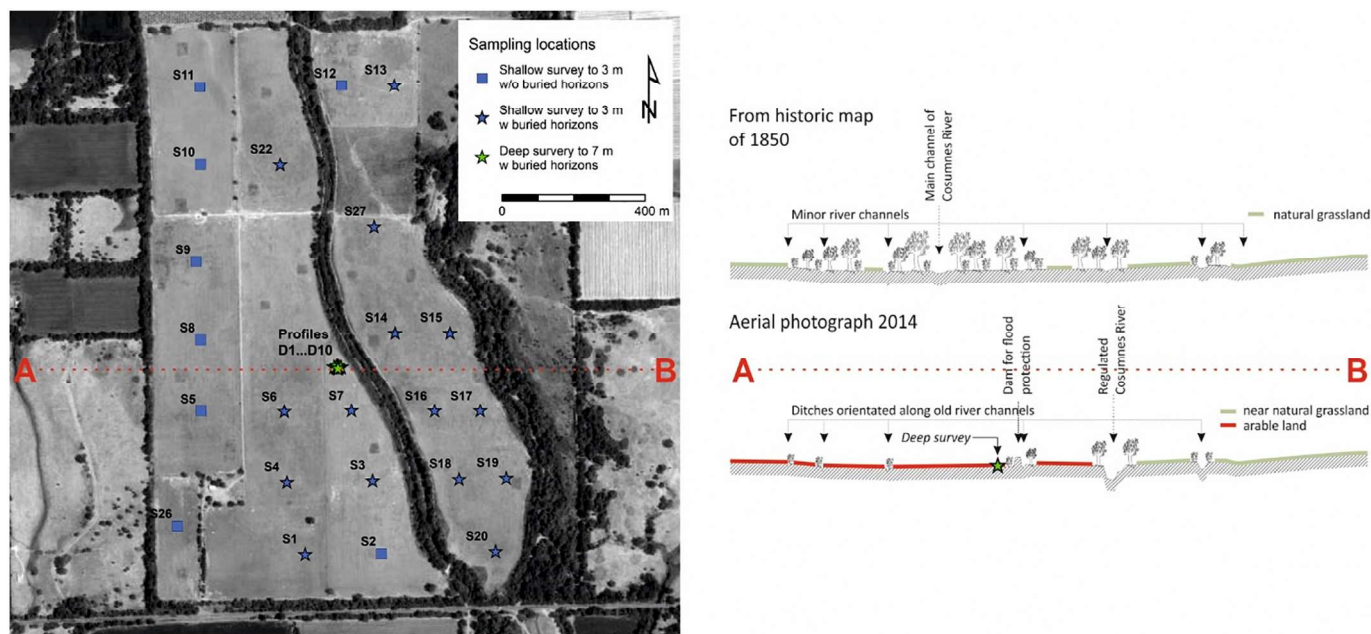 Sampling locations
Shallow survey to 3 m
w/o buried horizons
Shallow survey to 3 m
w buried horizons
Deep survery to 7 m
w buried horizons
N
0
400 m
S11
S12
S13
S10
S22
S27
S9
S8
S14
S15
Profiles
D1...D10
A
B
S5
S6
S7
S16
S17
S4
S3
S18
S19
S26
S1
S2
S20
From historic map
of 1850
Main channel of
Cosumnes River
Minor river channels
natural grassland
Aerial photograph 2014
A
B
Dam for flood
protection
Regulated
Cosumnes River
Ditches orientated along old river channels
near natural grassland
arable land
Deep survey